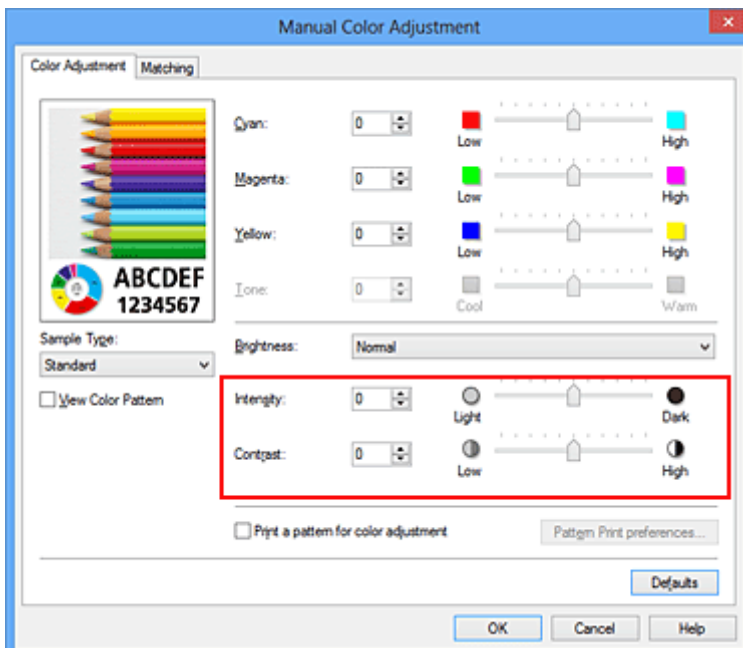 Manual Color Adjustment
Color Adjustment Matching
Cyan: 0 Low High
Magenta: 0 Low High
Yellow: 0 Low High
Tone: 0 Cool Warm
ABCDEF
1234567
Sample Type:
Standard
View Color Pattern
Brightness: Normal
Intensity: 0 Light Dark
Contrast: 0 Low High
Print a pattern for color adjustment Pattern Print preferences...
Defaults
OK Cancel Help